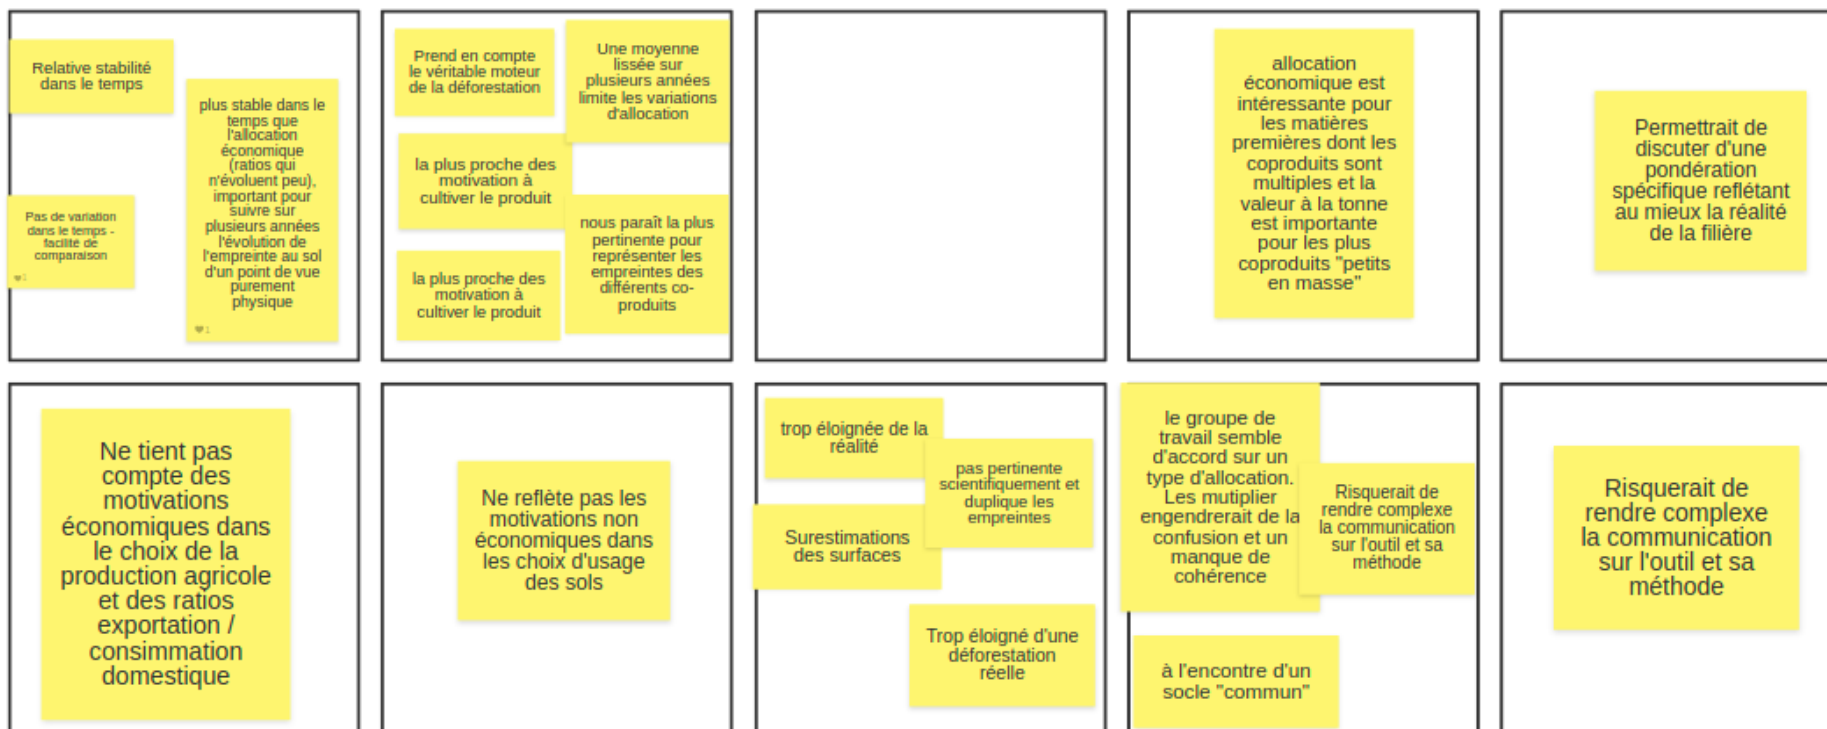 Relative stabilité
dans le temps
plus stable dans le
temps que
l'allocation
économique
(ratios qui
n'évoluent peu),
important pour
suivre sur
plusieurs années
l'évolution de
l'empreinte au sol
d'un point de vue
purement
physique
1
Pas de variation
dans le temps -
facilité de
comparaison
1
Prend en compte
le véritable moteur
de la déforestation
Une moyenne
lissée sur
plusieurs années
limite les variations
d'allocation
la plus proche des
motivation à
cultiver le produit
nous paraît la plus
pertinente pour
représenter les
empreintes des
différents co-
produits
la plus proche des
motivation à
cultiver le produit
allocation
économique est
intéressante pour
les matières
premières dont les
coproduits sont
multiples et la
valeur à la tonne
est importante
pour les plus
coproduits "petits
en masse"
Permettrait de
discuter d'une
pondération
spécifique reflétant
au mieux la réalité
de la filière
Ne tient pas
compte des
motivations
économiques dans
le choix de la
production agricole
et des ratios
exportation /
consimmation
domestique
Ne reflète pas les
motivations non
économiques dans
les choix d'usage
des sols
trop éloignée de la
réalité
pas pertinente
scientifiquement et
duplique les
empreintes
Surestimations
des surfaces
Trop éloigné d'une
déforestation
réelle
le groupe de
travail semble
d'accord sur un
type d'allocation.
Les mutiplier
engendrerait de la
confusion et un
manque de
cohérence
Risquerait de
rendre complexe
la communication
sur l'outil et sa
méthode
à l'encontre d'un
socle "commun"
Risquerait de
rendre complexe
la communication
sur l'outil et sa
méthode